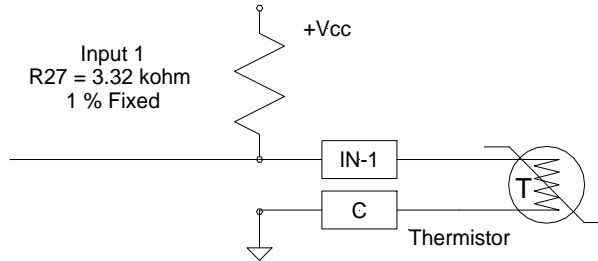 +Vcc
Input 1
R27 = 3.32 kohm
1 % Fixed
IN-1
T
C
Thermistor